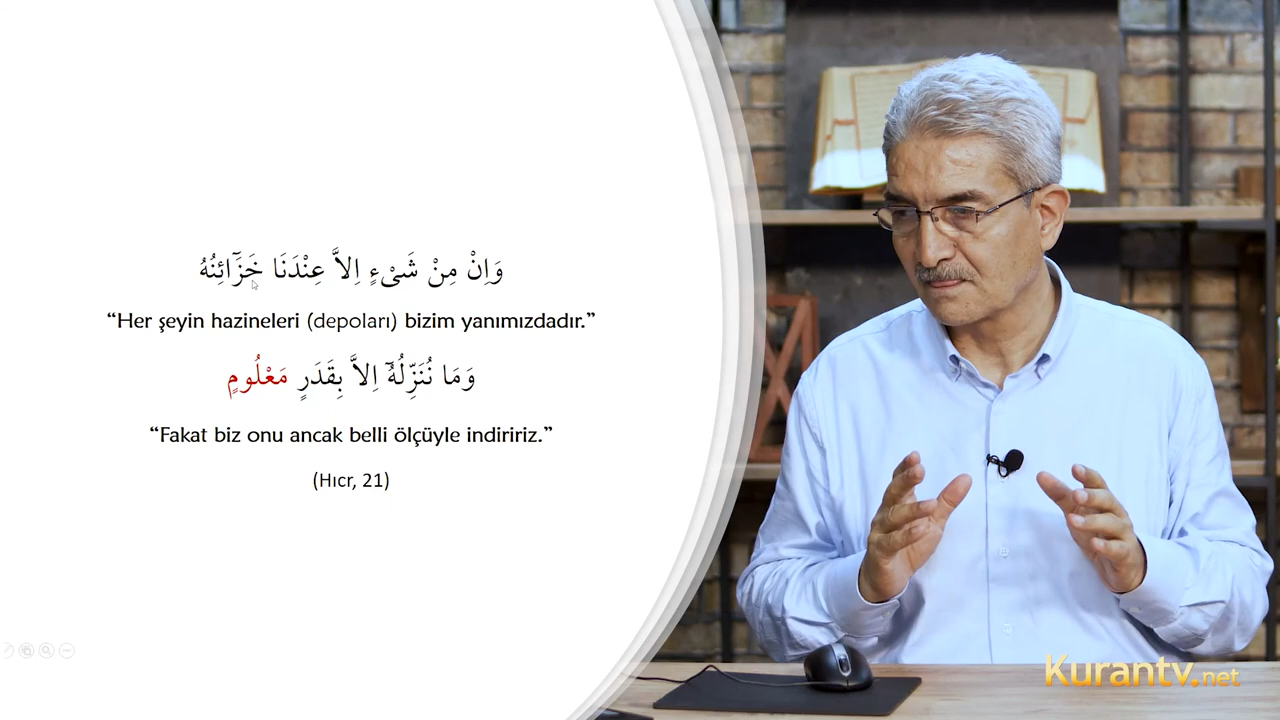 وَاِنْ مِنْ شَىْءٍ اِلاَّ عِنْدَنَا خَزَٓائِنُهُ
“Her şeyin hazineleri (depoları) bizim yanımızdadır.”
وَمَا نُنَزِّلُهُٓ اِلاَّ بِقَدَرٍ مَعْلُومٍ
“Fakat biz onu ancak belli ölçüyle indiririz.”
(Hıcr, 21)
Kurantv.net